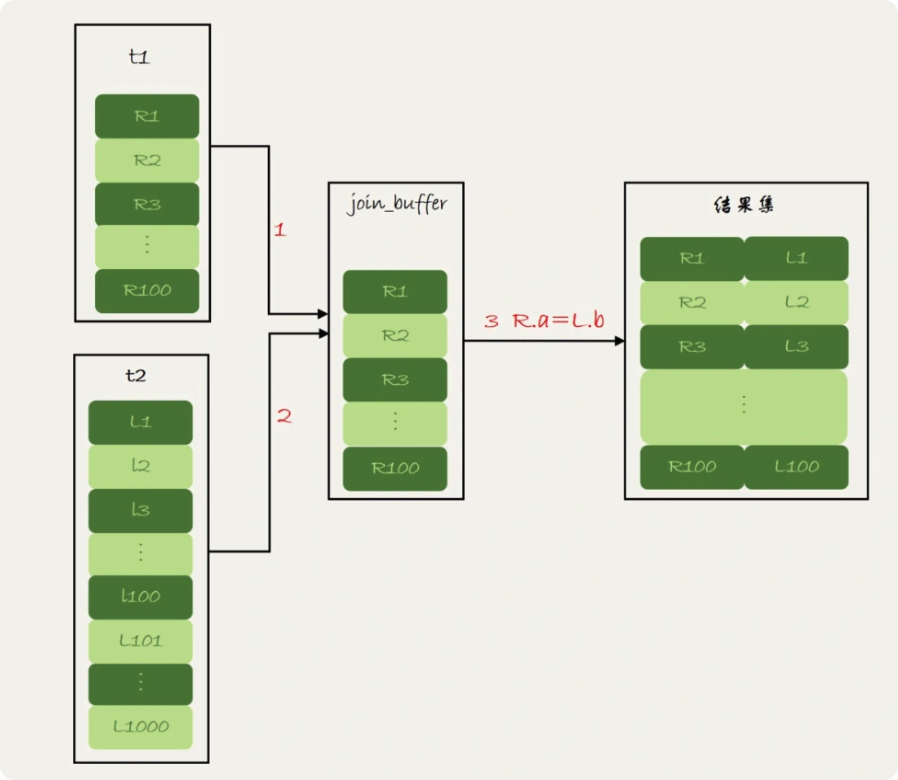 t1
R1
R2
R3
⋮
R100
1
t2
L1
l2
l3
⋮
l100
L101
⋮
L1000
2
join_buffer
R1
R2
R3
⋮
R100
3 R.a=L.b
结果集
R1 L1
R2 L2
R3 L3
⋮
R100 L100